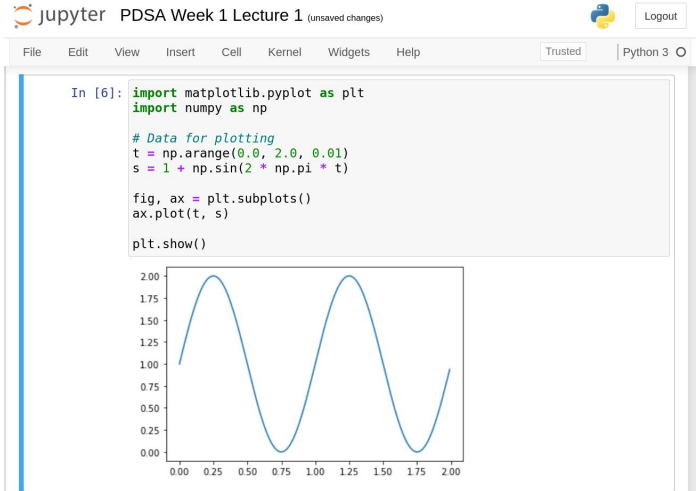 jupyter PDSA Week 1 Lecture 1 (unsaved changes) Logout
File Edit View Insert Cell Kernel Widgets Help Trusted Python 3
In [6]: import matplotlib.pyplot as plt
import numpy as np
# Data for plotting
t = np.arange(0.0, 2.0, 0.01)
s = 1 + np.sin(2 * np.pi * t)
fig, ax = plt.subplots()
ax.plot(t, s)
plt.show()
2.00
1.75
1.50
1.25
1.00
0.75
0.50
0.25
0.00
0.00 0.25 0.50 0.75 1.00 1.25 1.50 1.75 2.00